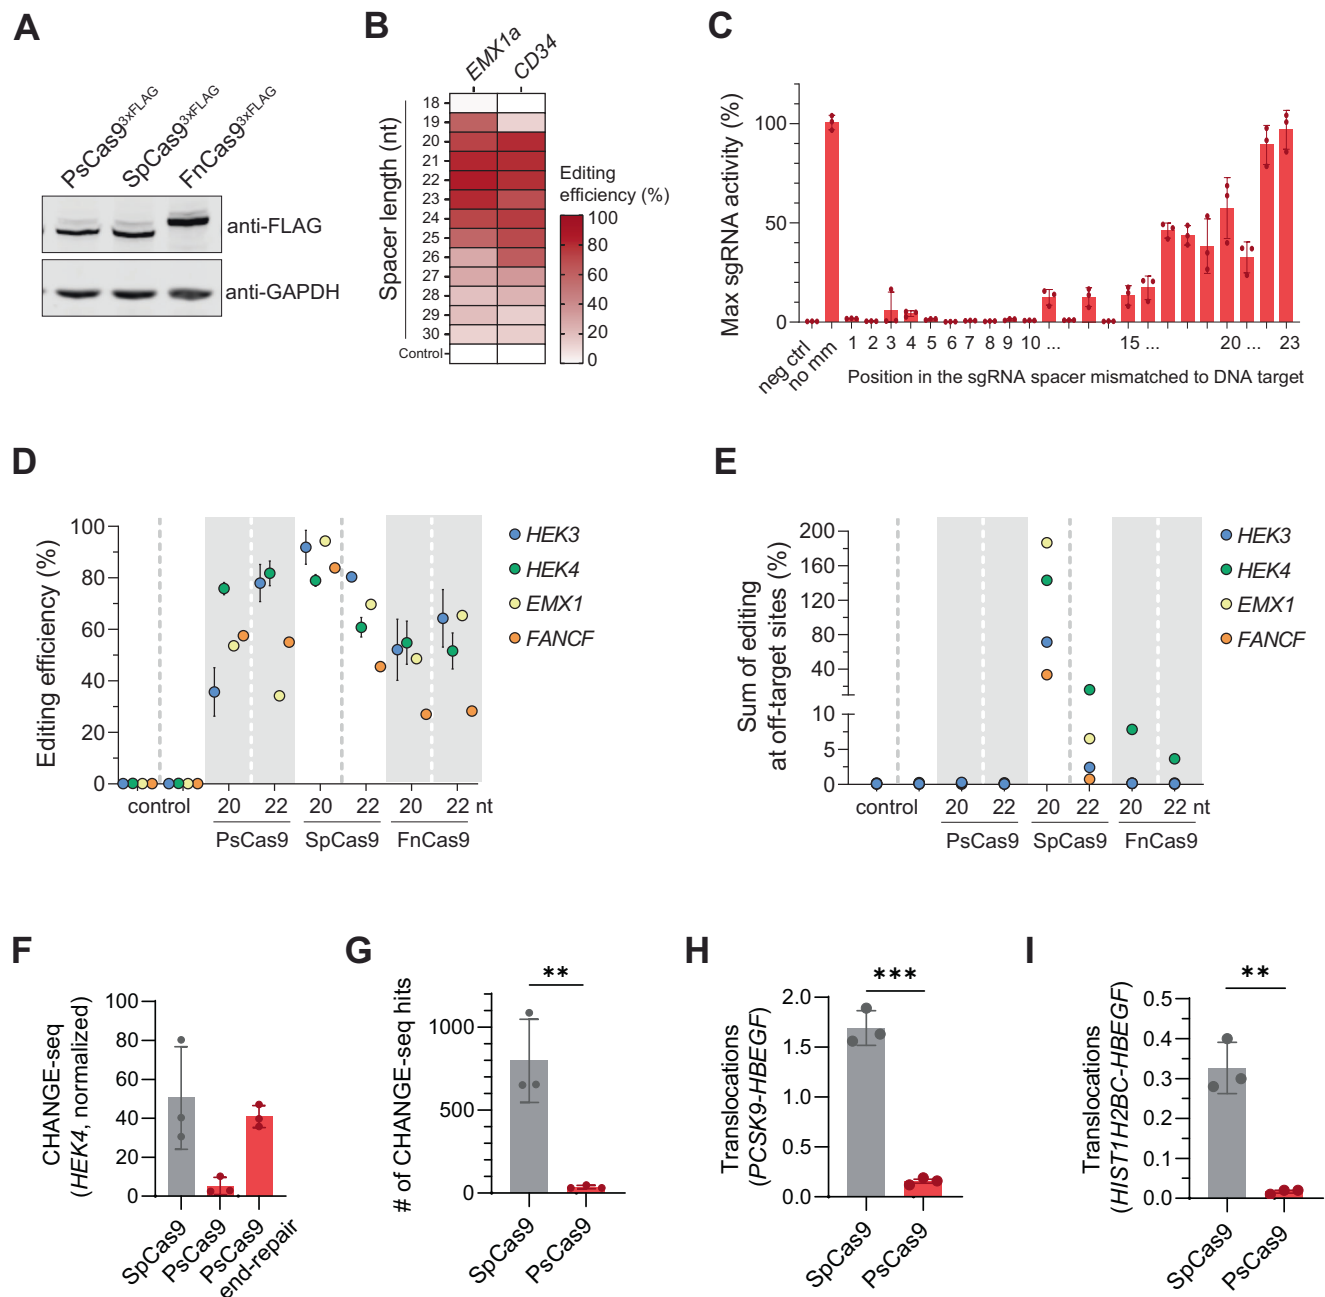 A
PsCas9 3xFLAG
SpCas9 3xFLAG
FnCas9 3xFLAG
anti-FLAG
anti-GAPDH
B
EMX1a
CD34
Spacer length (nt)
18
19
20
21
22
23
24
25
26
27
28
29
30
Control
Editing
efficiency (%)
100
80
60
40
20
0
C
Max sgRNA activity (%)
100
50
0
neg ctrl
no mm
1 2 3 4 5 6 7 8 9 10 ... 15 ... 20 ... 23
Position in the sgRNA spacer mismatched to DNA target
D
Editing efficiency (%)
100
80
60
40
20
0
control
20 22 20 22 20 22 nt
PsCas9 SpCas9 FnCas9
HEK3
HEK4
EMX1
FANCF
E
Sum of editing
at off-target sites (%)
200
160
120
80
40
10
5
0
control
20 22 20 22 20 22 nt
PsCas9 SpCas9 FnCas9
HEK3
HEK4
EMX1
FANCF
F
CHANGE-seq
(HEK4, normalized)
100
80
60
40
20
0
SpCas9
PsCas9
PsCas9
end-repair
G
# of CHANGE-seq hits
1000
500
0
**
SpCas9
PsCas9
H
Translocations
(PCSK9-HBEGF)
2.0
1.5
1.0
0.5
0.0
***
SpCas9
PsCas9
I
Translocations
(HIST1H2BC-HBEGF)
0.5
0.4
0.3
0.2
0.1
0.0
**
SpCas9
PsCas9